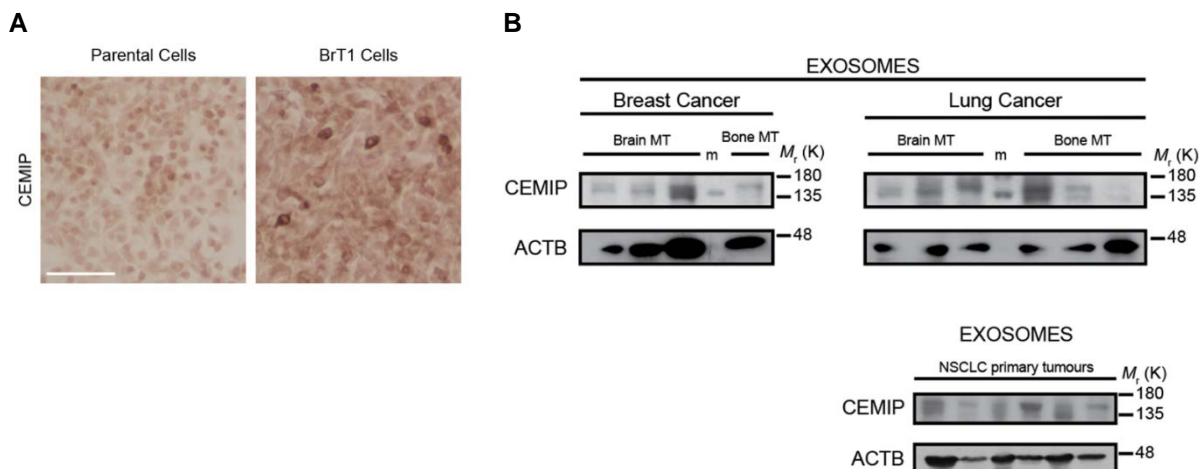 A
Parental Cells
BrT1 Cells
CEMIP
B
EXOSOMES
Breast Cancer
Lung Cancer
Brain MT
m
Bone MT
Mr (K)
Brain MT
m
Bone MT
Mr (K)
CEMIP
180
135
180
135
ACTB
48
48
EXOSOMES
NSCLC primary tumours
Mr (K)
CEMIP
180
135
ACTB
48